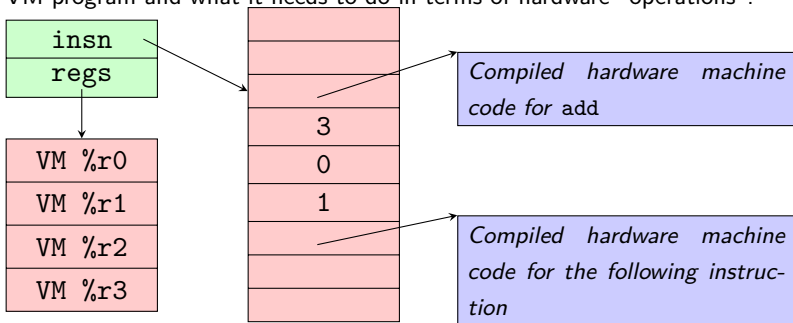 VM program and what it needs to do in terms of hardware "operations".
insn
regs
VM %r0
VM %r1
VM %r2
VM %r3
3
0
1
Compiled hardware machine
code for add
Compiled hardware machine
code for the following instruc-
tion